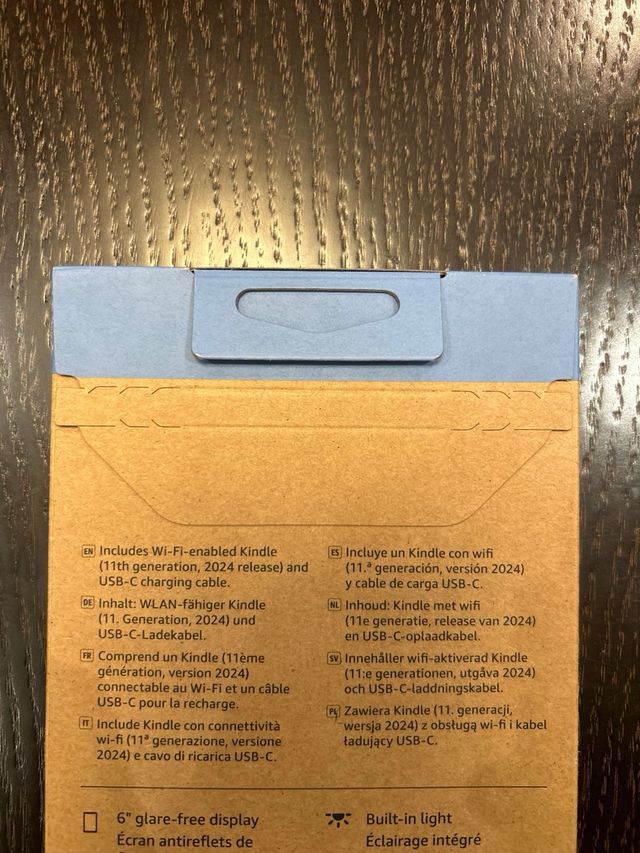 EN Includes Wi-Fi-enabled Kindle
(11th generation, 2024 release) and
USB-C charging cable.
DE Inhalt: WLAN-fähiger Kindle
(11. Generation, 2024) und
USB-C-Ladekabel.
FR Comprend un Kindle (11ème
génération, version 2024)
connectable au Wi-Fi et un câble
USB-C pour la recharge.
IT Include Kindle con connettività
wi-fi (11ª generazione, versione
2024) e cavo di ricarica USB-C.
ES Incluye un Kindle con wifi
(11.ª generación, versión 2024)
y cable de carga USB-C.
NL Inhoud: Kindle met wifi
(11e generatie, release van 2024)
en USB-C-oplaadkabel.
SV Innehåller wifi-aktiverad Kindle
(11:e generationen, utgåva 2024)
och USB-C-laddningskabel.
PL Zawiera Kindle (11. generacji,
wersja 2024) z obsługą wi-fi i kabel
ładujący USB-C.
6" glare-free display
Écran antireflets de
Built-in light
Éclairage intégré